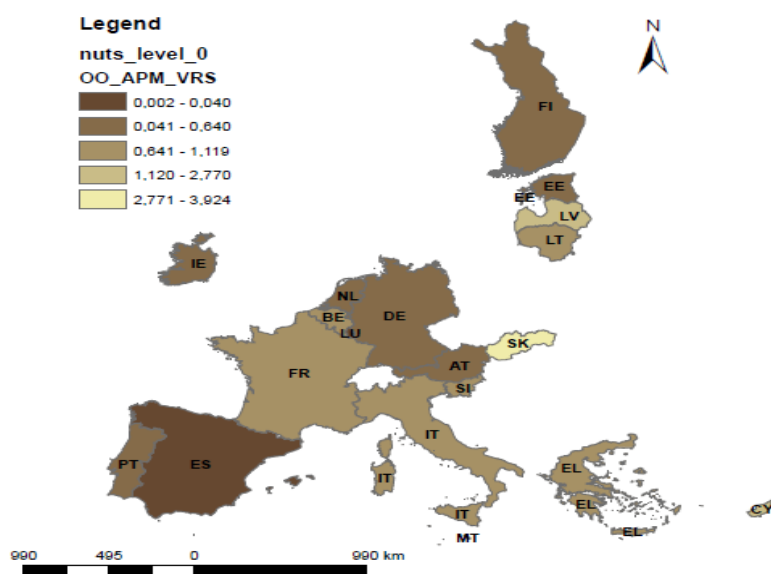 Legend
nuts_level_0
OO_APM_VRS
0,002 - 0,040
0,041 - 0,640
0,641 - 1,119
1,120 - 2,770
2,771 - 3,924
N
FI
EE
EE
LV
LT
IE
NL
DE
BE
LU
SK
AT
FR
SI
IT
PT
ES
IT
EL
IT
EL
CY
EL
MT
990 495 0 990 km